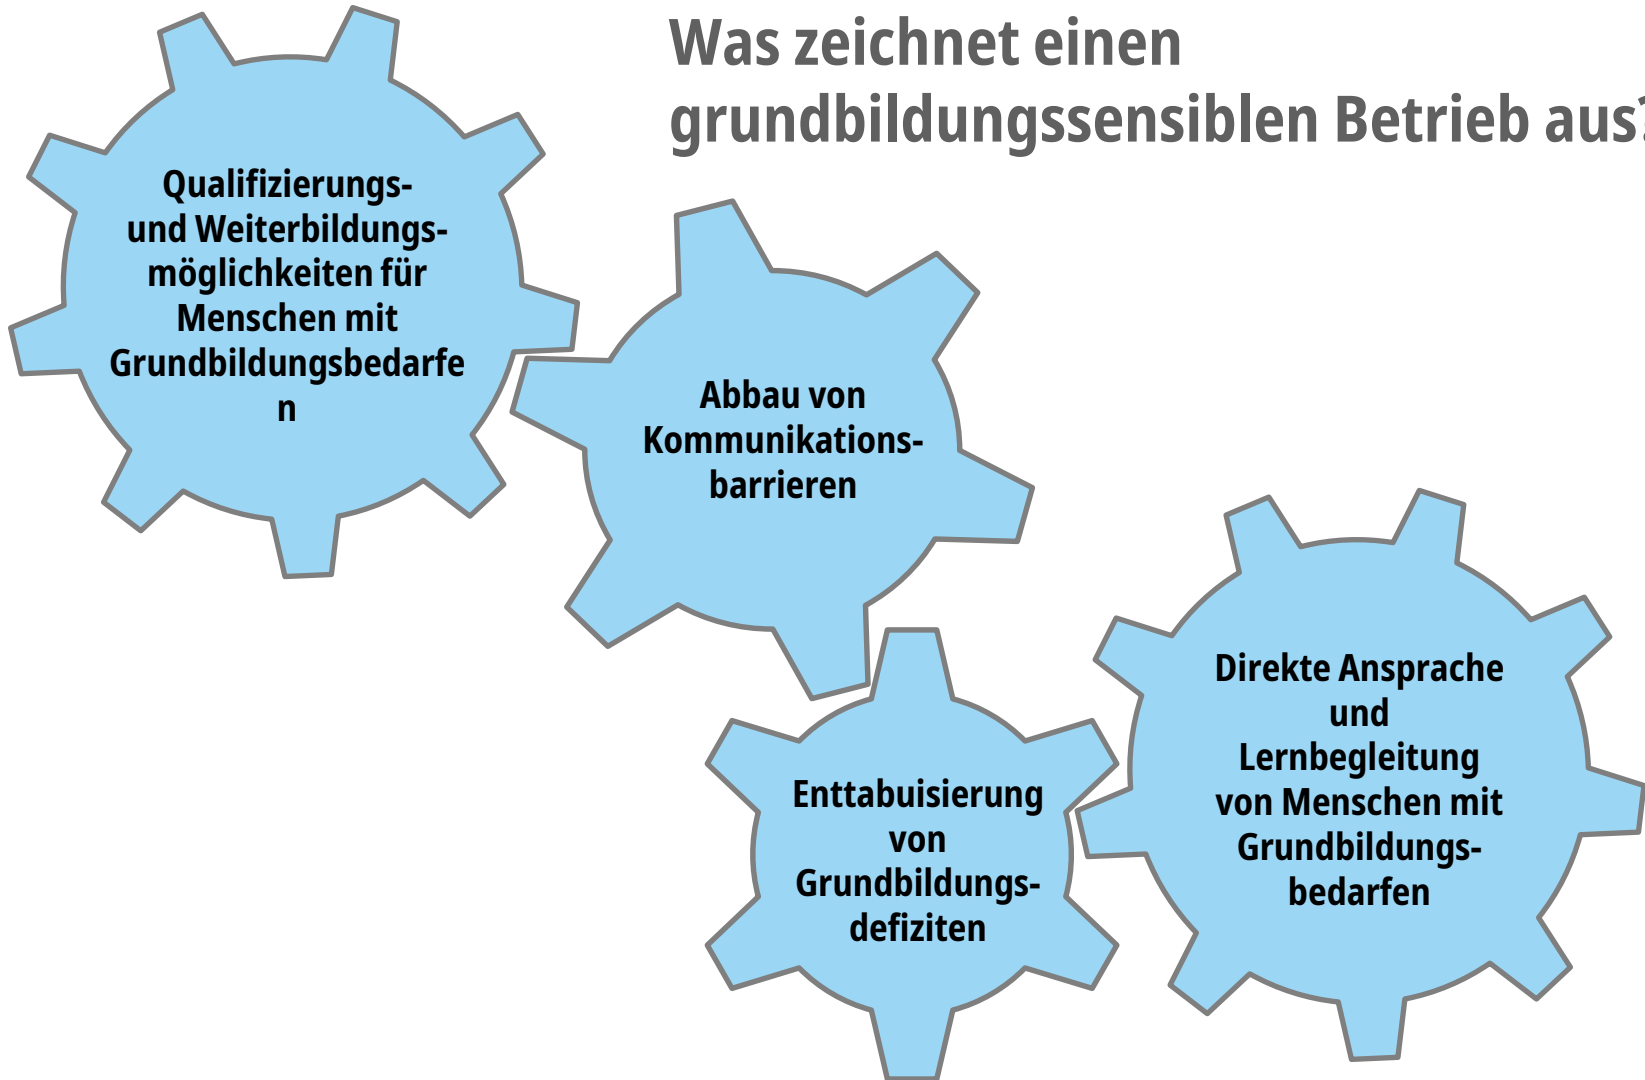 Was zeichnet einen
grundbildungssensiblen Betrieb aus?
Qualifizierungs-
und Weiterbildungs-
möglichkeiten für
Menschen mit
Grundbildungsbedarfe
n
Abbau von
Kommunikations-
barrieren
Enttabuisierung
von
Grundbildungs-
defiziten
Direkte Ansprache
und
Lernbegleitung
von Menschen mit
Grundbildungs-
bedarfen